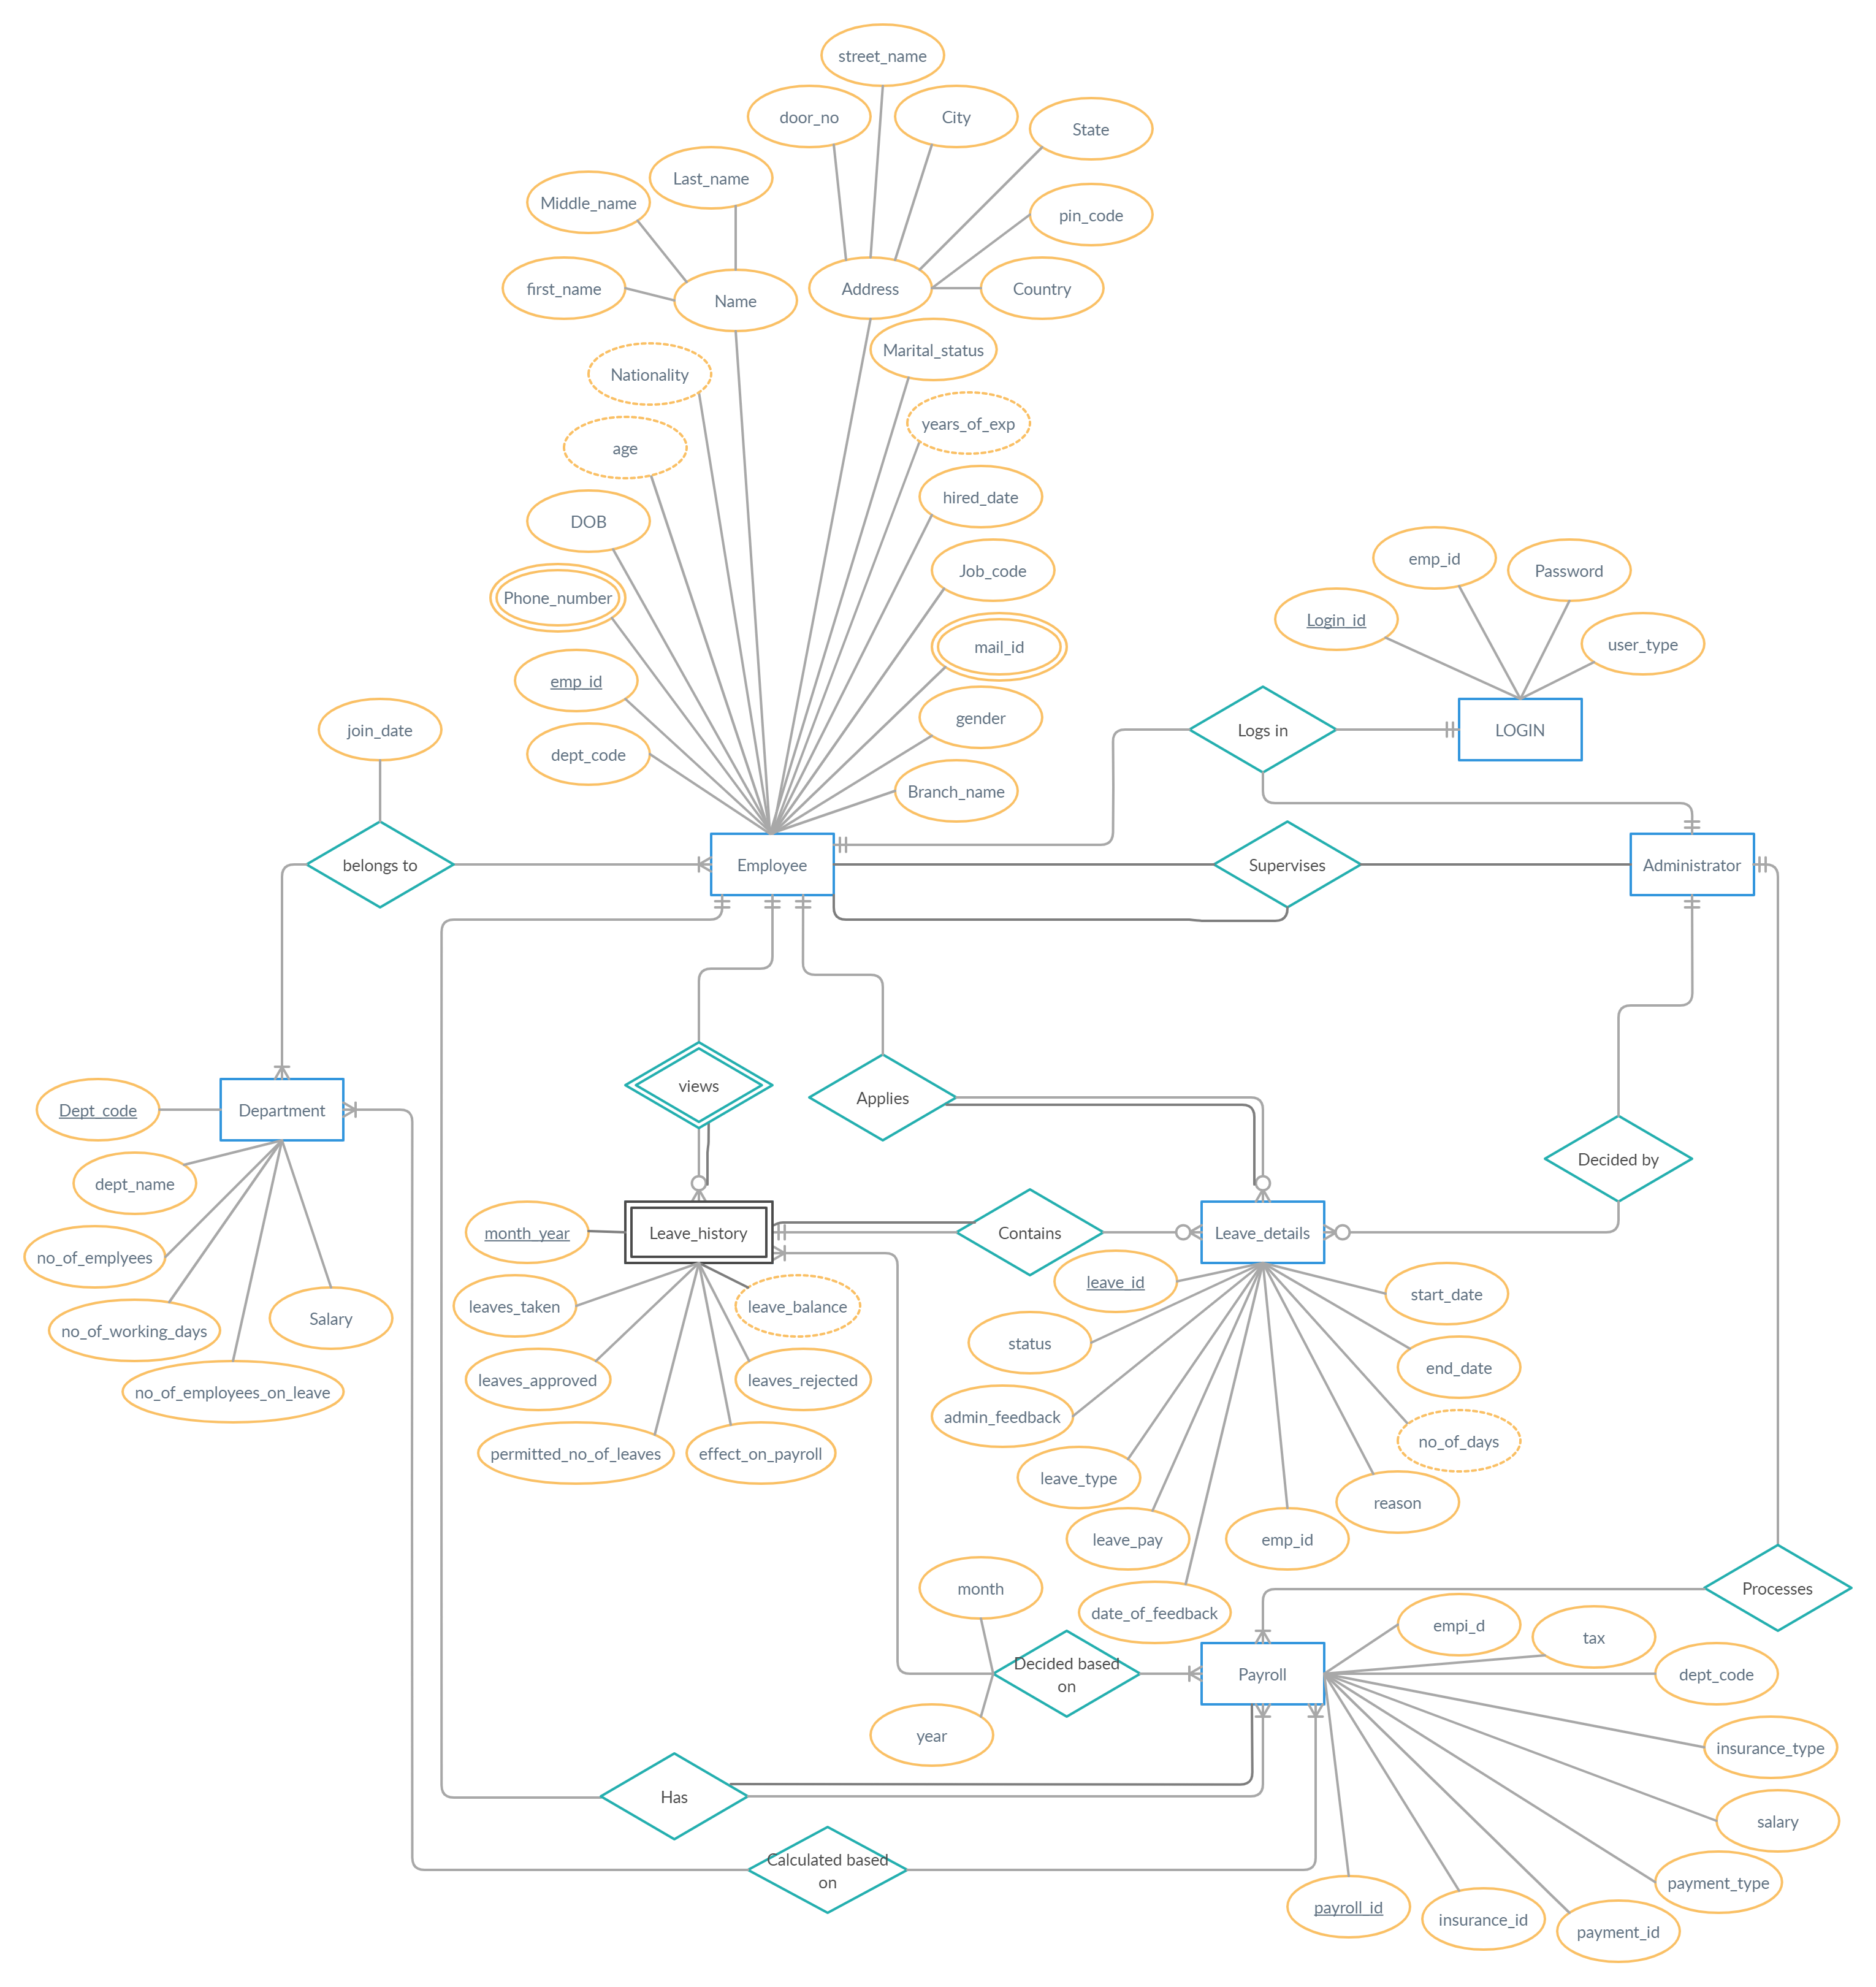 street_name
door_no
City
State
Last_name
Middle_name
pin_code
first_name
Name
Address
Country
Marital_status
Nationality
years_of_exp
age
hired_date
DOB
Job_code
Phone_number
mail_id
emp_id
gender
dept_code
Branch_name
emp_id
Password
Login_id
user_type
join_date
Logs in
LOGIN
belongs to
Employee
Supervises
Administrator
views
Applies
Dept_code
Department
Decided by
dept_name
month_year
Leave_history
Contains
Leave_details
no_of_emplyees
leave_id
start_date
leaves_taken
leave_balance
no_of_working_days
Salary
status
end_date
leaves_approved
leaves_rejected
no_of_employees_on_leave
admin_feedback
no_of_days
permitted_no_of_leaves
effect_on_payroll
leave_type
reason
leave_pay
emp_id
month
date_of_feedback
Processes
empi_d
tax
Decided based
on
Payroll
dept_code
year
insurance_type
Has
salary
Calculated based
on
payment_type
payroll_id
insurance_id
payment_id